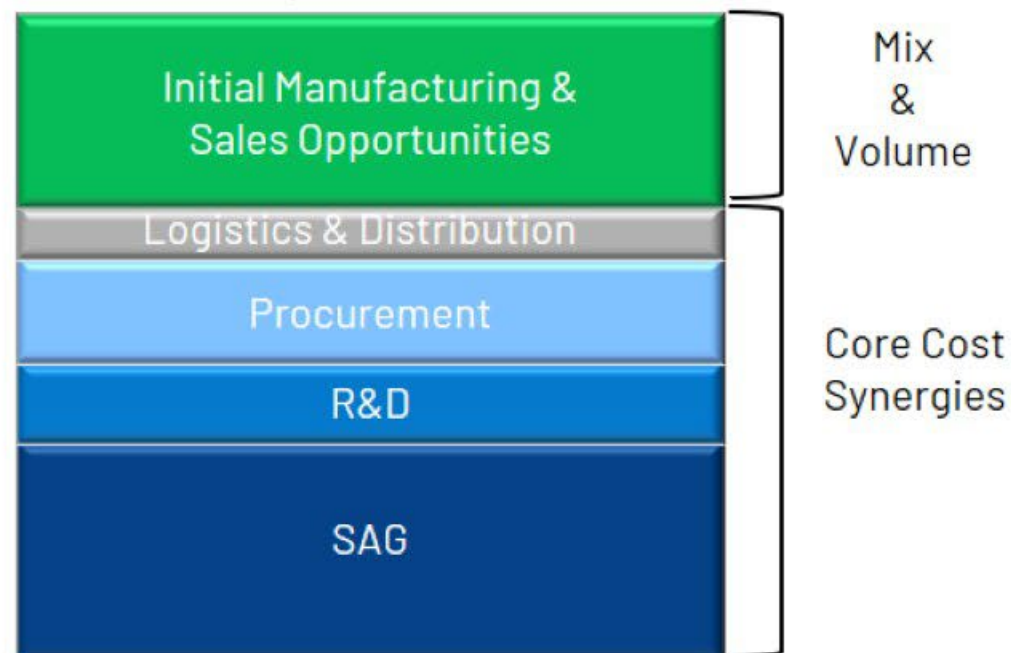 Initial Manufacturing &
Sales Opportunities
Mix
&
Volume
Logistics & Distribution
Procurement
R&D
SAG
Core Cost
Synergies